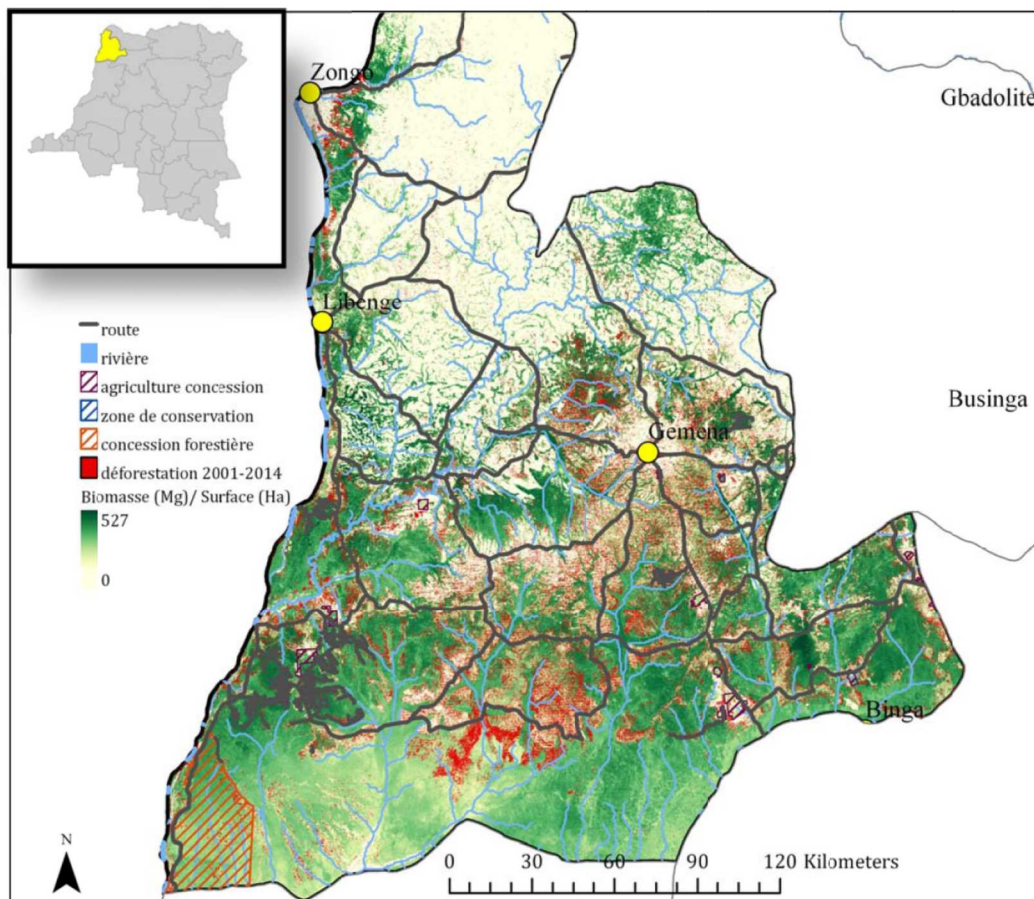 Zongo
Gbadolite
Libenge
route
rivière
agriculture concession
zone de conservation
concession forestière
déforestation 2001-2014
Biomasse (Mg)/ Surface (Ha)
527
0
Businga
Gemena
Binga
N
0 30 60 90 120 Kilometers